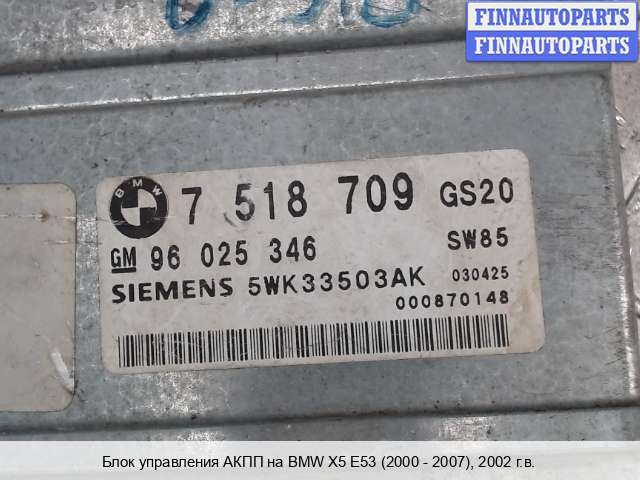 FINNAUTOPARTS
FINNAUTOPARTS
BMW 7 518 709 GS20
GM 96 025 346 SW85
SIEMENS 5WK33503AK 030425
000870148
Блок управления АКПП на BMW X5 E53 (2000 - 2007), 2002 г.в.